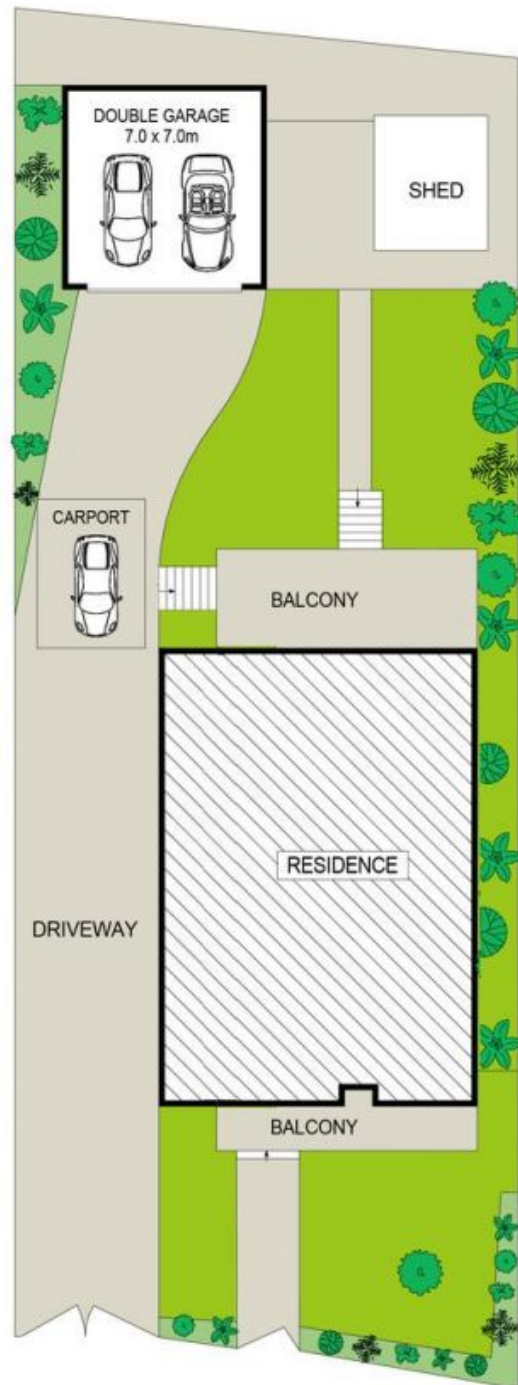 DOUBLE GARAGE
7.0 x 7.0m
SHED
CARPORT
BALCONY
RESIDENCE
DRIVEWAY
BALCONY